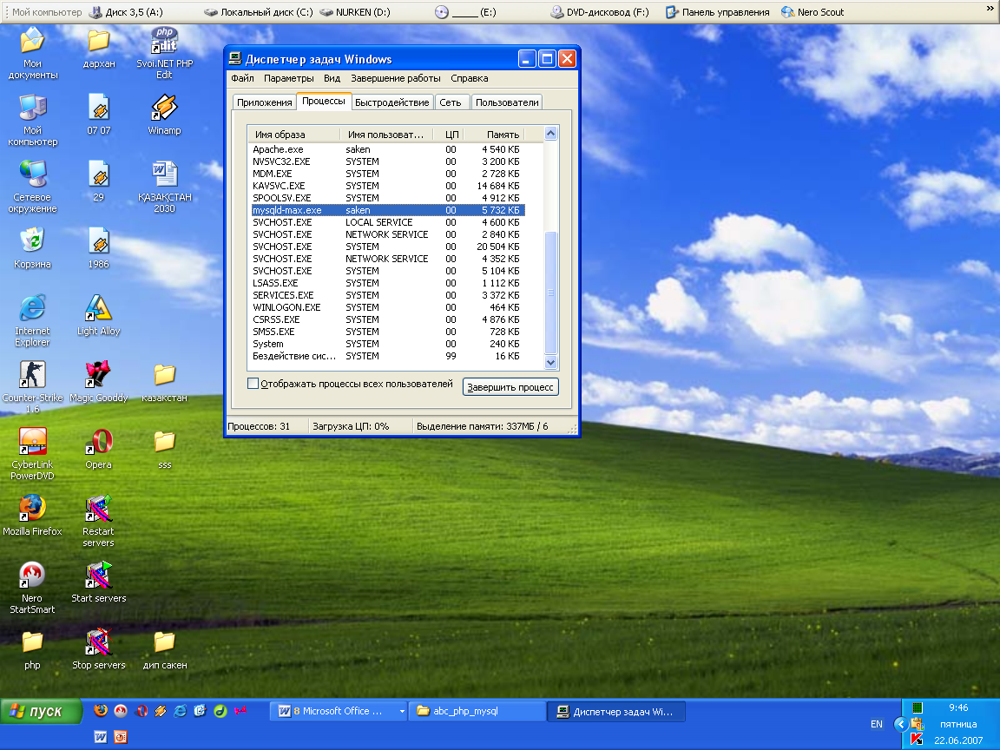 Мой компьютер Диск 3,5 (A:) Локальный диск (C:) NURKEN (D:) _____ (E:) DVD-дисковод (F:) Панель управления Nero Scout »
Мои документы
дархан
Svoi.NET PHP Edit
Мой компьютер
07 07
Winamp
Сетевое окружение
29
ҚАЗАҚСТАН 2030
Корзина
1986
Internet Explorer
Light Alloy
Counter-Strike 1.6
Magic Gooddy
казакстан
CyberLink PowerDVD
Opera
sss
Mozilla Firefox
Restart servers
Nero StartSmart
Start servers
php
Stop servers
дип сакен
Диспетчер задач Windows
Файл Параметры Вид Завершение работы Справка
Приложения Процессы Быстродействие Сеть Пользователи
Имя образа Имя пользоват... ЦП Память
Apache.exe saken 00 4 540 КБ
NVSVC32.EXE SYSTEM 00 3 200 КБ
MDM.EXE SYSTEM 00 2 728 КБ
KAVSVC.EXE SYSTEM 00 14 684 КБ
SPOOLSV.EXE SYSTEM 00 4 912 КБ
mysqld-max.exe saken 00 5 732 КБ
SVCHOST.EXE LOCAL SERVICE 00 4 600 КБ
SVCHOST.EXE NETWORK SERVICE 00 2 840 КБ
SVCHOST.EXE SYSTEM 00 20 504 КБ
SVCHOST.EXE NETWORK SERVICE 00 4 352 КБ
SVCHOST.EXE SYSTEM 00 5 104 КБ
LSASS.EXE SYSTEM 00 1 112 КБ
SERVICES.EXE SYSTEM 00 3 372 КБ
WINLOGON.EXE SYSTEM 00 464 КБ
CSRSS.EXE SYSTEM 00 4 876 КБ
SMSS.EXE SYSTEM 00 728 КБ
System SYSTEM 00 240 КБ
Бездействие сис... SYSTEM 99 16 КБ
Отображать процессы всех пользователей Завершить процесс
Процессов: 31 Загрузка ЦП: 0% Выделение памяти: 337МБ / 6
пуск 8 Microsoft Office ... abc_php_mysql Диспетчер задач Wi... EN 9:46
пятница
22.06.2007